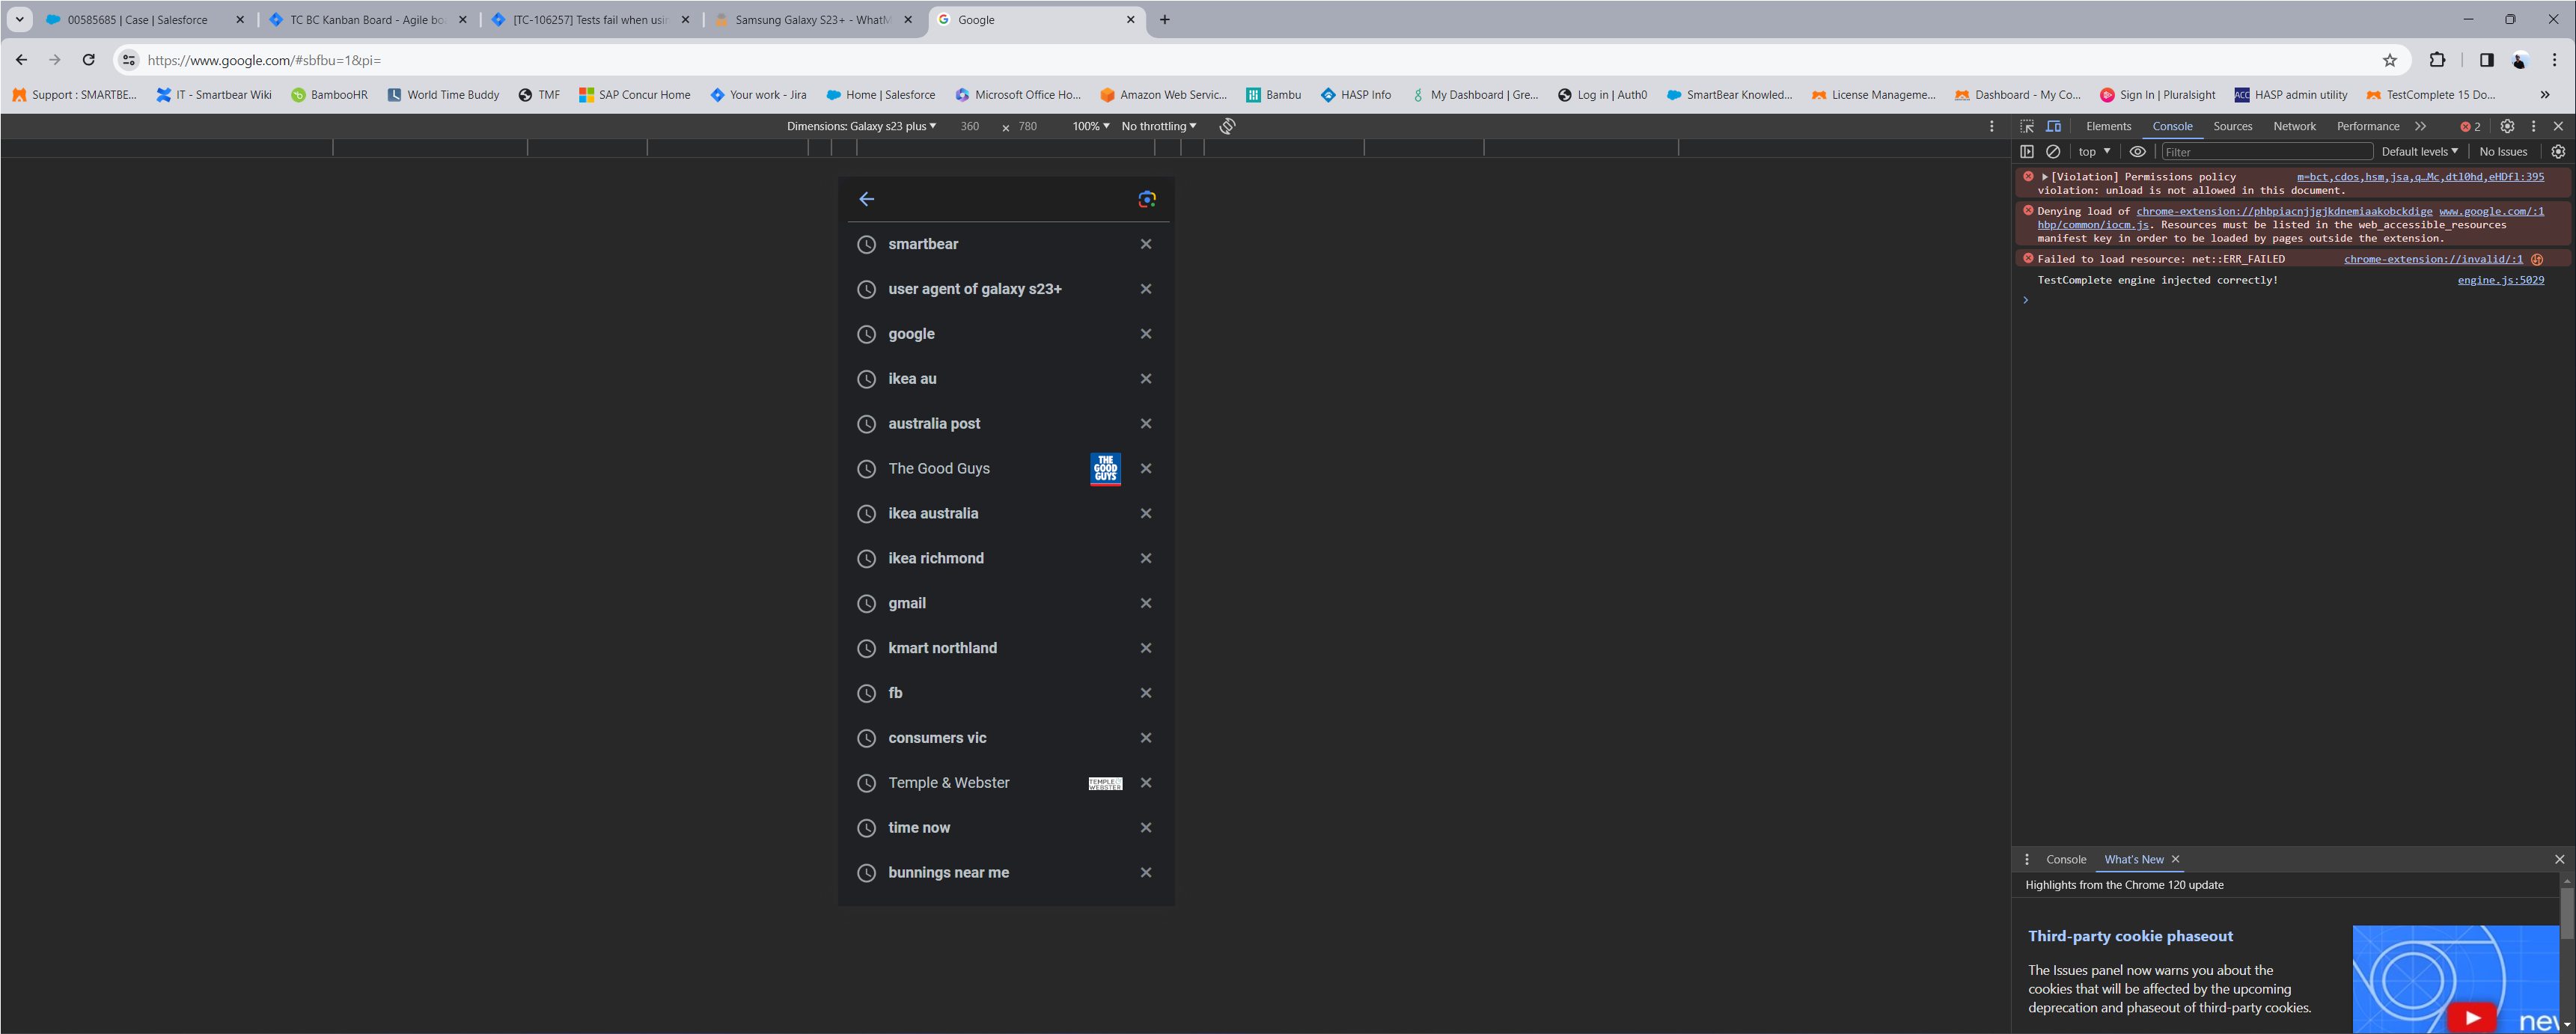 00585685 | Case | Salesforce
TC BC Kanban Board - Agile bo
[TC-106257] Tests fail when usin
Samsung Galaxy S23+ - WhatM
Google
https://www.google.com/#sbfbu=1&pi=
Support : SMARTBE...
IT - Smartbear Wiki
BambooHR
World Time Buddy
TMF
SAP Concur Home
Your work - Jira
Home | Salesforce
Microsoft Office Ho...
Amazon Web Servic...
Bambu
HASP Info
My Dashboard | Gre...
Log in | Auth0
SmartBear Knowled...
License Manageme...
Dashboard - My Co...
Sign In | Pluralsight
HASP admin utility
TestComplete 15 Do...
Dimensions: Galaxy s23 plus 360 x 780 100% No throttling
Elements Console Sources Network Performance 2
top Filter Default levels No Issues
[Violation] Permissions policy m=bct,cdos,hsm,jsa,q…Mc,dtl0hd,eHDfl:395
violation: unload is not allowed in this document.
Denying load of chrome-extension://phbpiacnjjgjkdnemiaakobckdige www.google.com/:1
hbp/common/iocm.js. Resources must be listed in the web_accessible_resources
manifest key in order to be loaded by pages outside the extension.
Failed to load resource: net::ERR_FAILED chrome-extension://invalid/:1
TestComplete engine injected correctly! engine.js:5029
smartbear
user agent of galaxy s23+
google
ikea au
australia post
The Good Guys
THE
GOOD
GUYS
ikea australia
ikea richmond
gmail
kmart northland
fb
consumers vic
Temple & Webster
TEMPLE
WEBSTER
time now
bunnings near me
Console What's New
Highlights from the Chrome 120 update
Third-party cookie phaseout
The Issues panel now warns you about the
cookies that will be affected by the upcoming
deprecation and phaseout of third-party cookies.
new